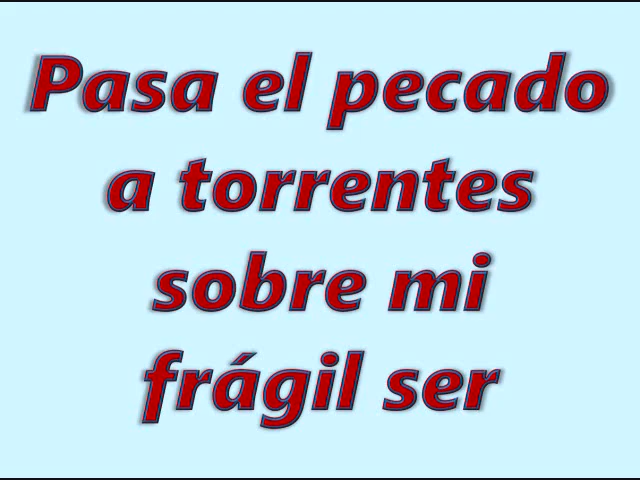 Pasa el pecado
a torrentes
sobre mi
frágil ser